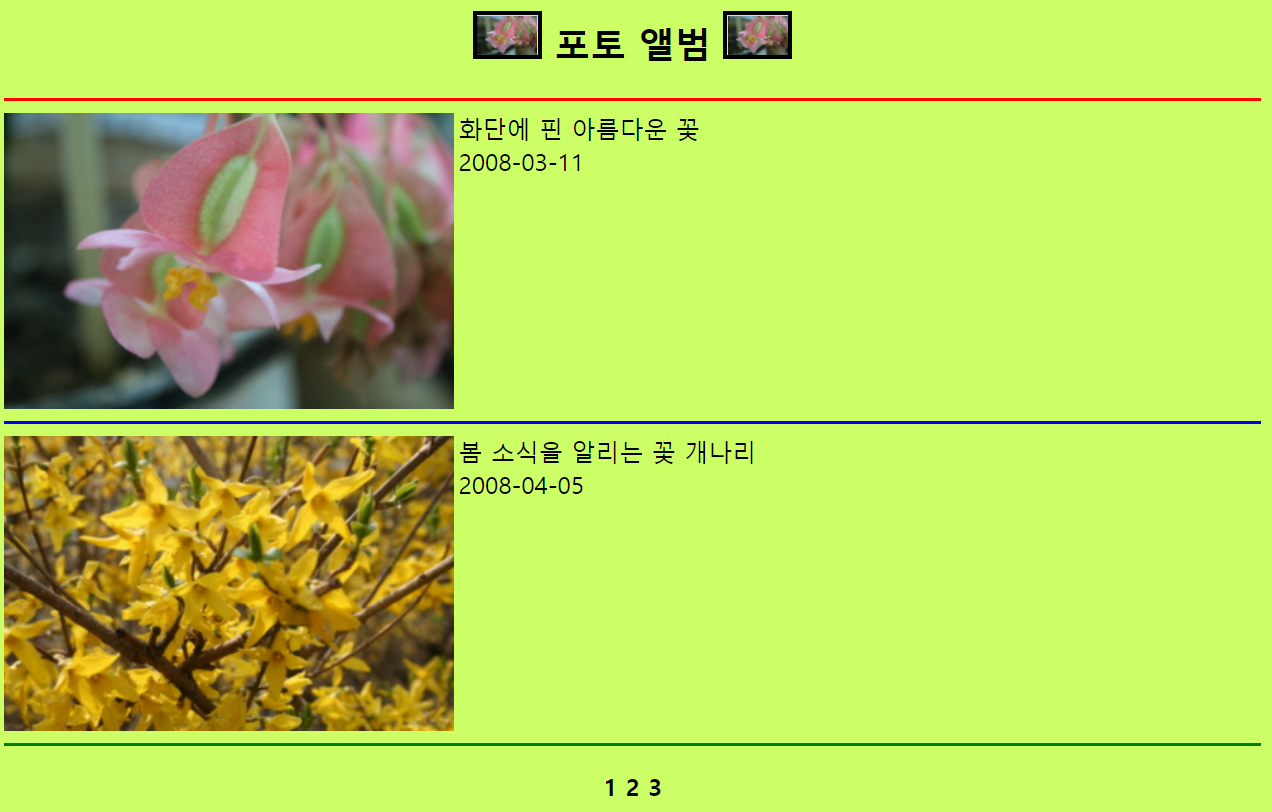 포토 앨범
화단에 핀 아름다운 꽃
2008-03-11
봄 소식을 알리는 꽃 개나리
2008-04-05
1 2 3